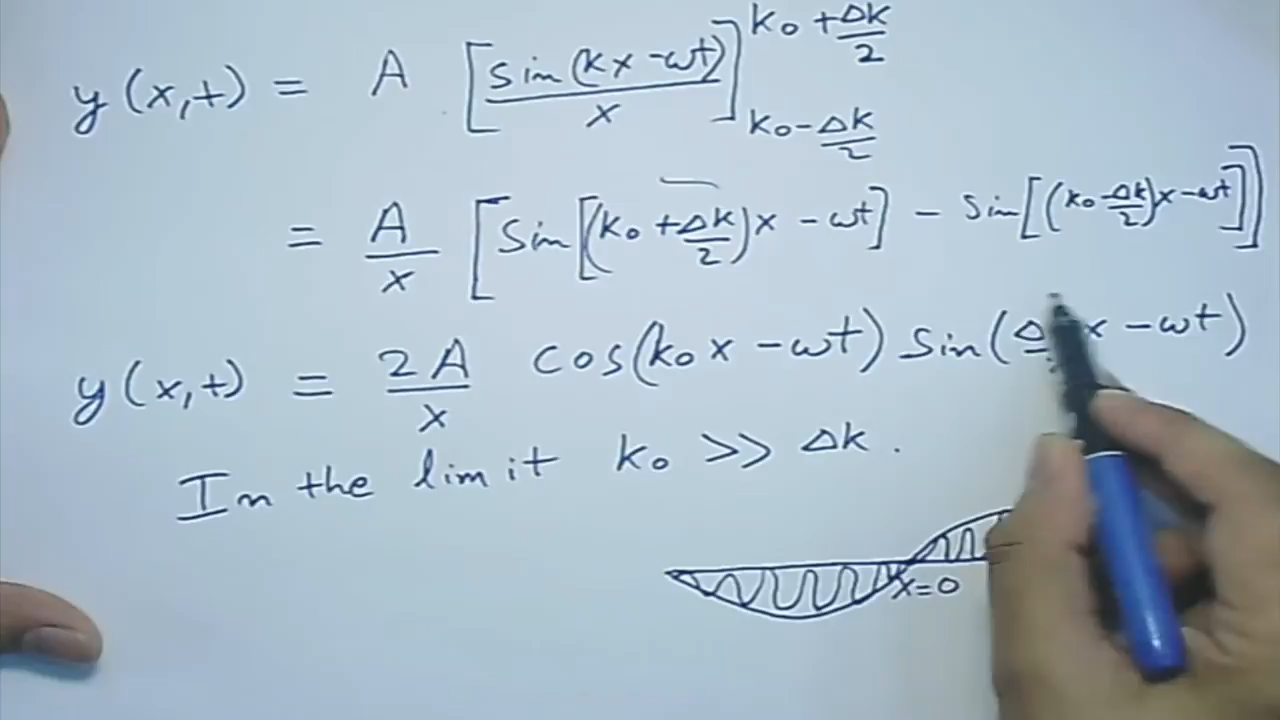 y(x,t) = A [sin(kx - ωt)/x]_{k₀ - Δk/2}^{k₀ + Δk/2}
= A/x [sin[(k₀ + Δk/2)x - ωt] - sin[(k₀ - Δk/2)x - ωt]]
y(x,t) = 2A/x cos(k₀x - ωt) sin(Δ x - ωt)
In the limit k₀ >> Δk.
x=0